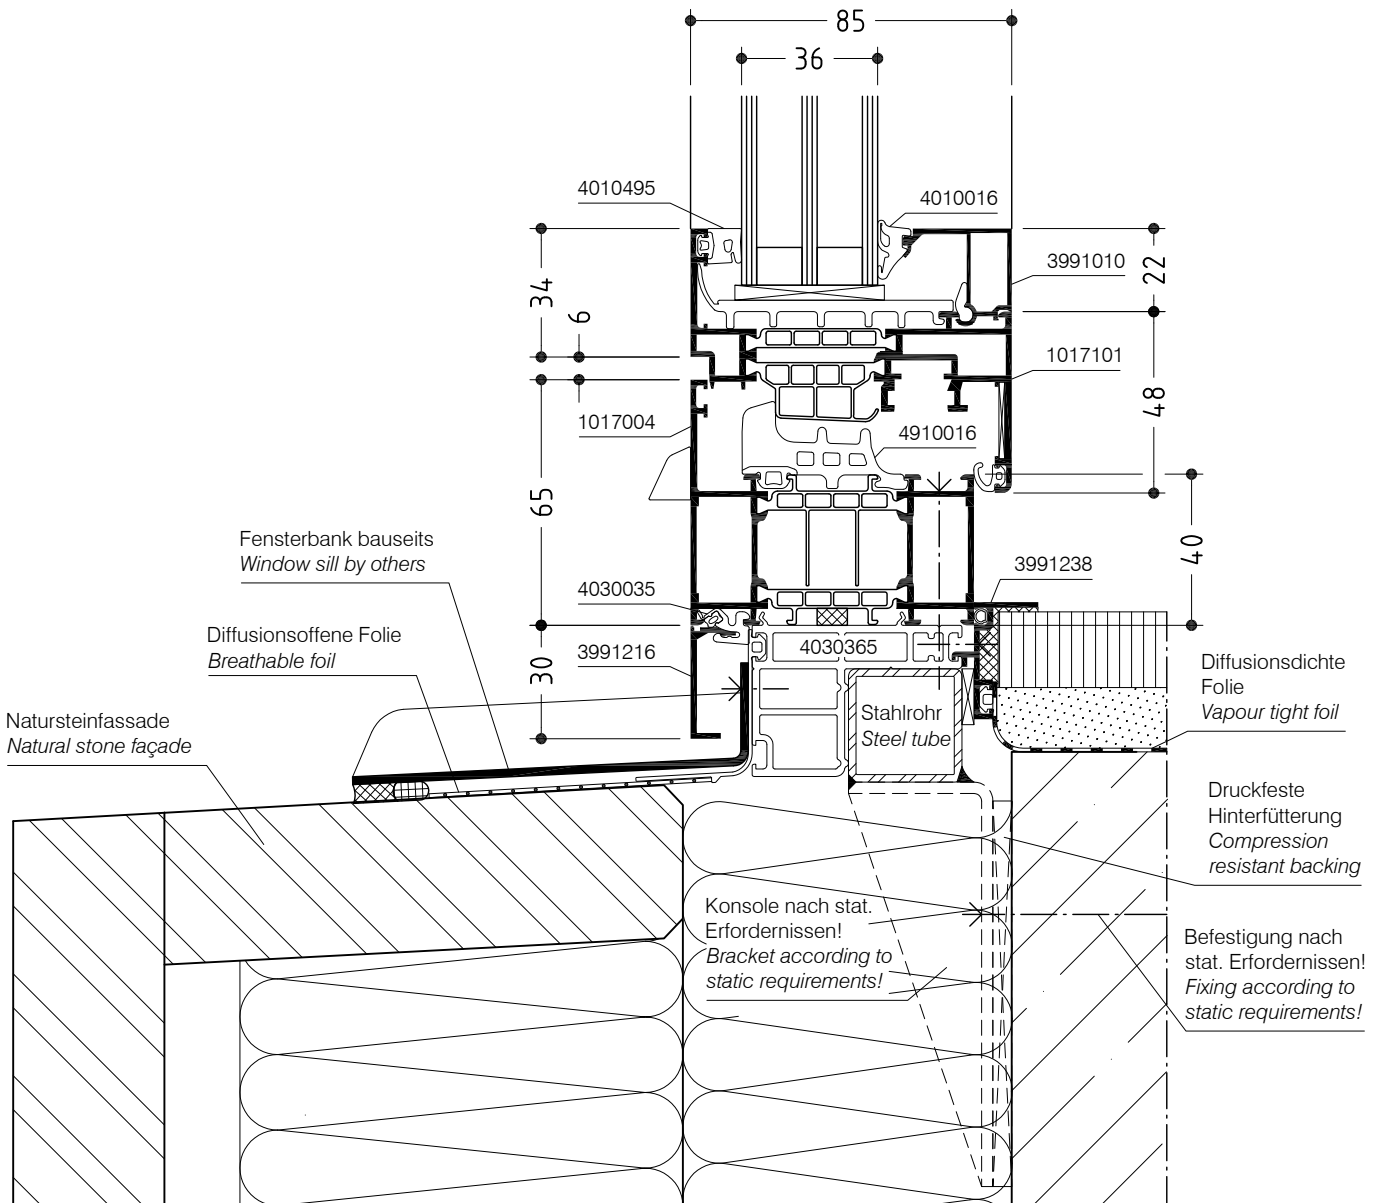 85
36
4010495
4010016
3991010
34
22
6
1017101
1017004
48
4910016
65
40
Fensterbank bauseits
Window sill by others
4030035
3991238
Diffusionsoffene Folie
Breathable foil
3991216
30
4030365
Diffusionsdichte
Folie
Vapour tight foil
Natursteinfassade
Natural stone façade
Stahlrohr
Steel tube
Druckfeste
Hinterfütterung
Compression
resistant backing
Konsole nach stat.
Erfordernissen!
Bracket according to
static requirements!
Befestigung nach
stat. Erfordernissen!
Fixing according to
static requirements!